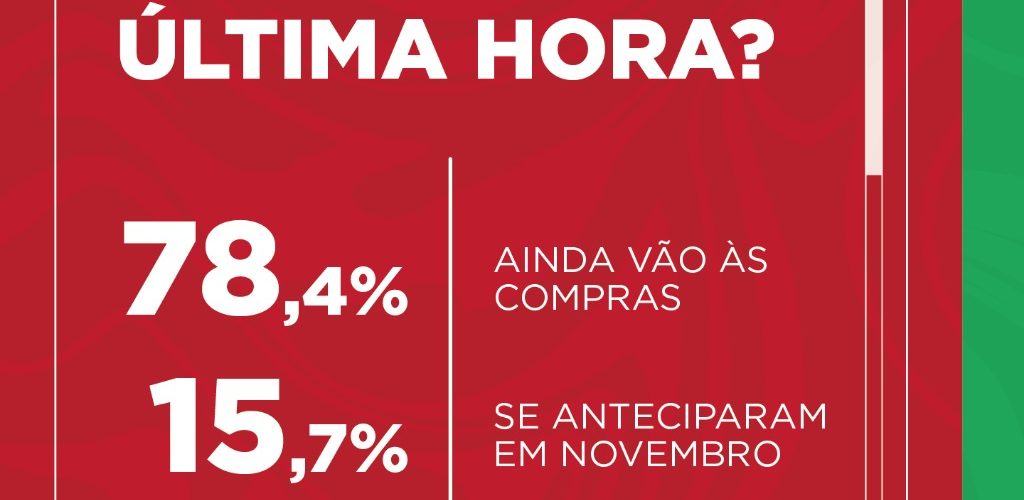 ÚLTIMA HORA?
78,4%
AINDA VÃO ÀS
COMPRAS
15,7%
SE ANTECIPARAM
EM NOVEMBRO